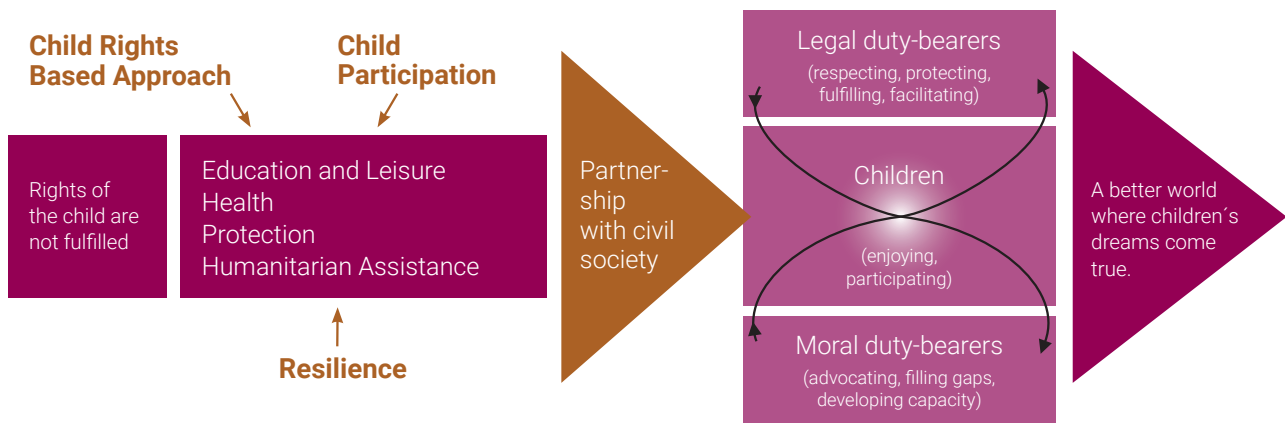 Child Rights
Based Approach
Child
Participation
Rights of
the child are
not fulfilled
Education and Leisure
Health
Protection
Humanitarian Assistance
Resilience
Partner-
ship
with civil
society
Legal duty-bearers
(respecting, protecting,
fulfilling, facilitating)
Children
(enjoying,
participating)
Moral duty-bearers
(advocating, filling gaps,
developing capacity)
A better world
where children´s
dreams come
true.